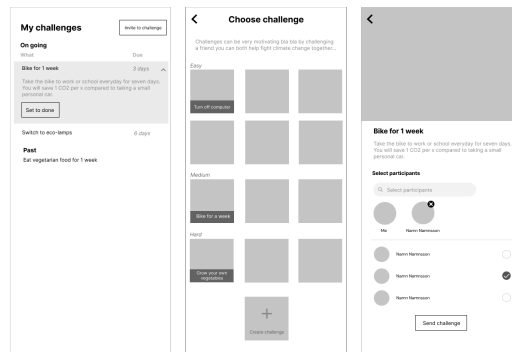 My challenges
Invite to challenge
On going
What Due
Bike for 1 week 3 days
Take the bike to work or school everyday for seven days.
You will save 1 CO2 per x compared to taking a small
personal car.
Set to done
Switch to eco-lamps 6 days
Past
Eat vegetarian food for 1 week
Choose challenge
Challenges can be very motivating bla bla by challenging
a friend you can both help fight climate change together...
Easy
Turn off computer
Medium
Bike for a week
Hard
Grow your own
vegetables
Create challenge
Bike for 1 week
Take the bike to work or school everyday for seven days.
You will save 1 CO2 per x compared to taking a small
personal car.
Select participants
Select participants
Me Namn Namnsson
Namn Namnsson
Namn Namnsson
Namn Namnsson
Send challenge